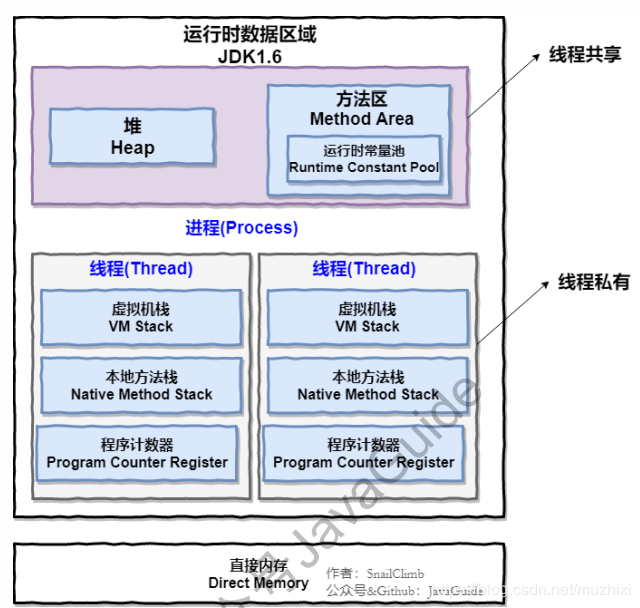 运行时数据区域
JDK1.6
线程共享
堆
Heap
方法区
Method Area
运行时常量池
Runtime Constant Pool
进程(Process)
线程(Thread)
线程(Thread)
线程私有
虚拟机栈
VM Stack
虚拟机栈
VM Stack
本地方法栈
Native Method Stack
本地方法栈
Native Method Stack
程序计数器
Program Counter Register
程序计数器
Program Counter Register
号 JavaGuide
直接内存
Direct Memory
作者：SnailClimb
公众号&Github：JavaGuide
blog.csdn.net/muzhixi